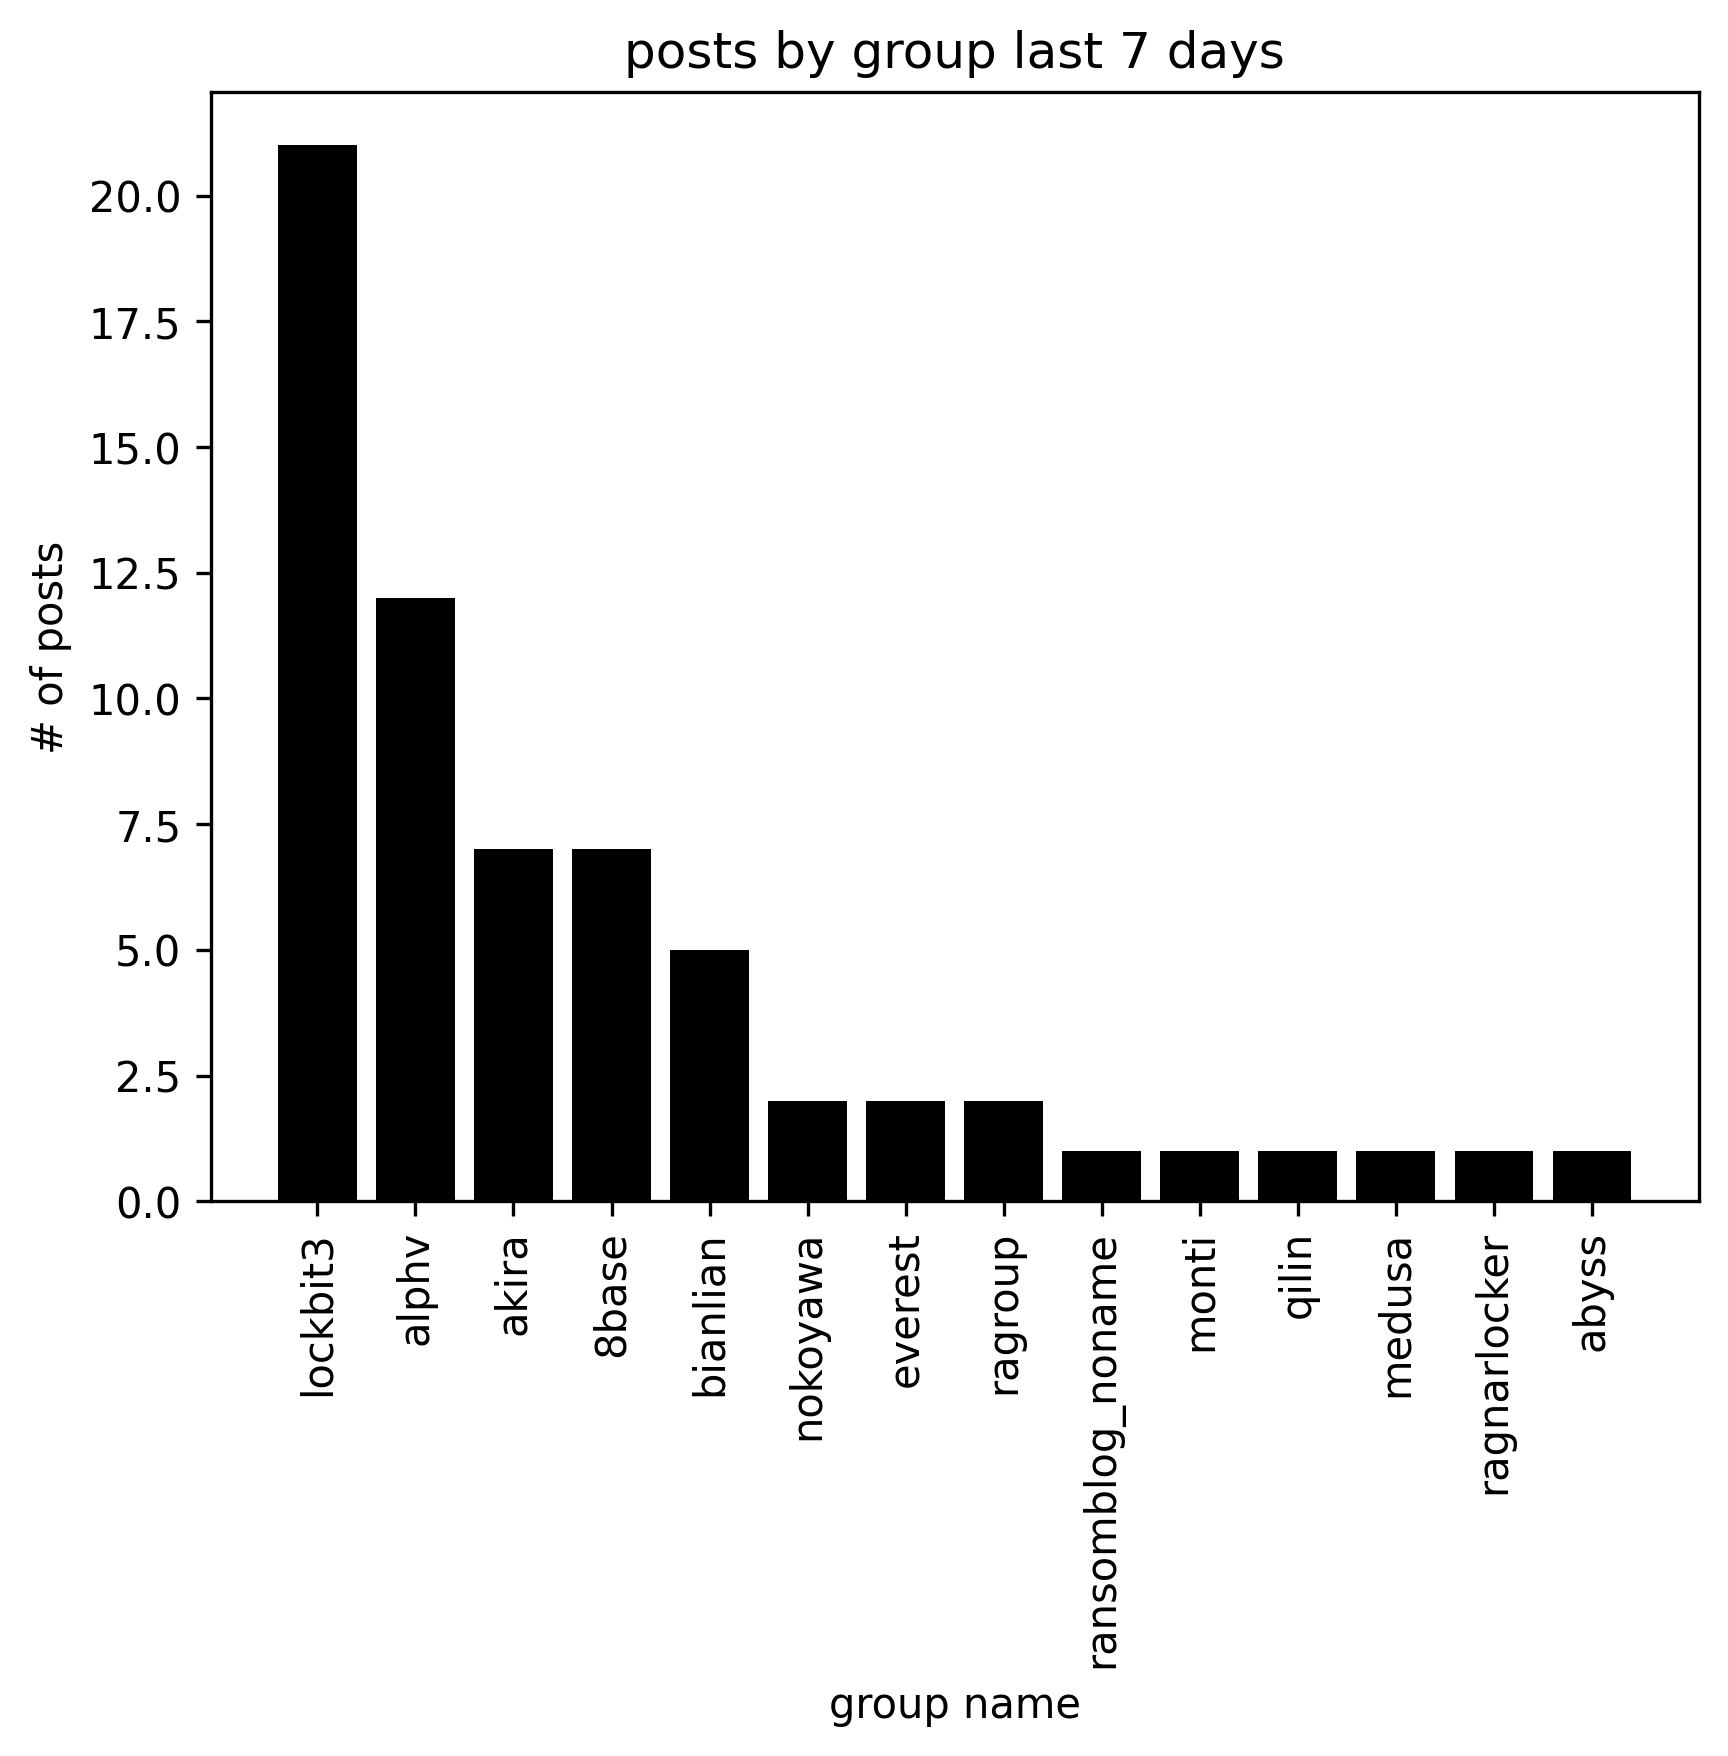 posts by group last 7 days
# of posts
20.0
17.5
15.0
12.5
10.0
7.5
5.0
2.5
0.0
lockbit3
alphv
akira
8base
bianlian
nokoyawa
everest
ragroup
ransomblog_noname
monti
qilin
medusa
ragnarlocker
abyss
group name